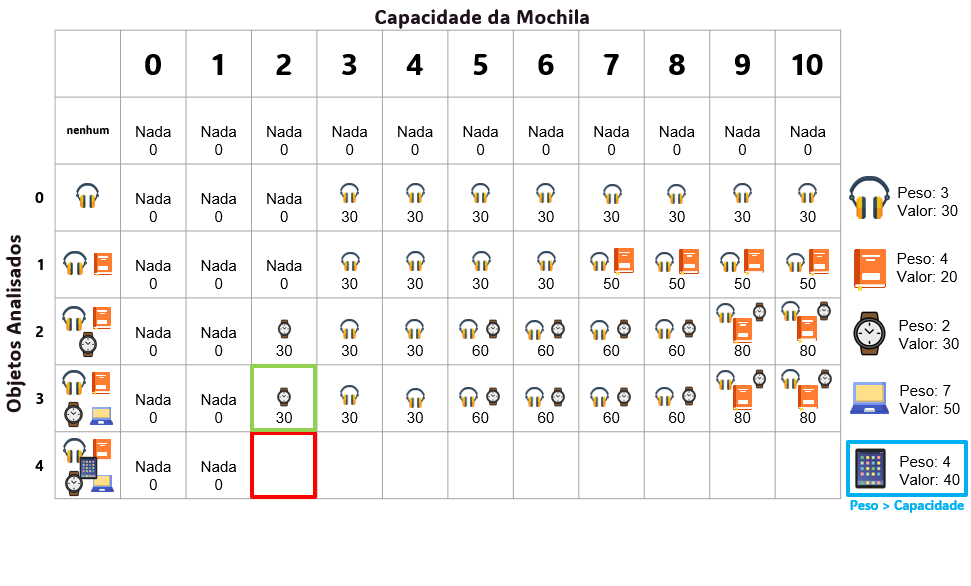 Capacidade da Mochila
0 1 2 3 4 5 6 7 8 9 10
Objetos Analisados
nenhum Nada Nada Nada Nada Nada Nada Nada Nada Nada Nada Nada
0 0 0 0 0 0 0 0 0 0 0 0
0 Nada Nada Nada
0 0 0 30 30 30 30 30 30 30 30
Peso: 3
Valor: 30
1 Nada Nada Nada
0 0 0 30 30 30 30 50 50 50 50
Peso: 4
Valor: 20
2 Nada Nada
0 0 30 30 30 60 60 60 60 80 80
Peso: 2
Valor: 30
3 Nada Nada
0 0 30 30 30 60 60 60 60 80 80
Peso: 7
Valor: 50
4 Nada Nada
0 0
Peso: 4
Valor: 40
Peso > Capacidade